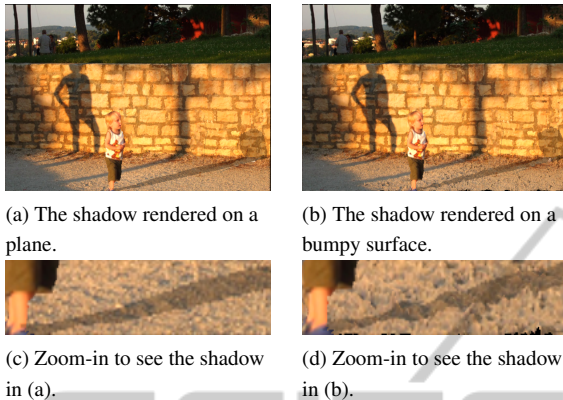 (a) The shadow rendered on a
plane.
(b) The shadow rendered on a
bumpy surface.
(c) Zoom-in to see the shadow
in (a).
(d) Zoom-in to see the shadow
in (b).